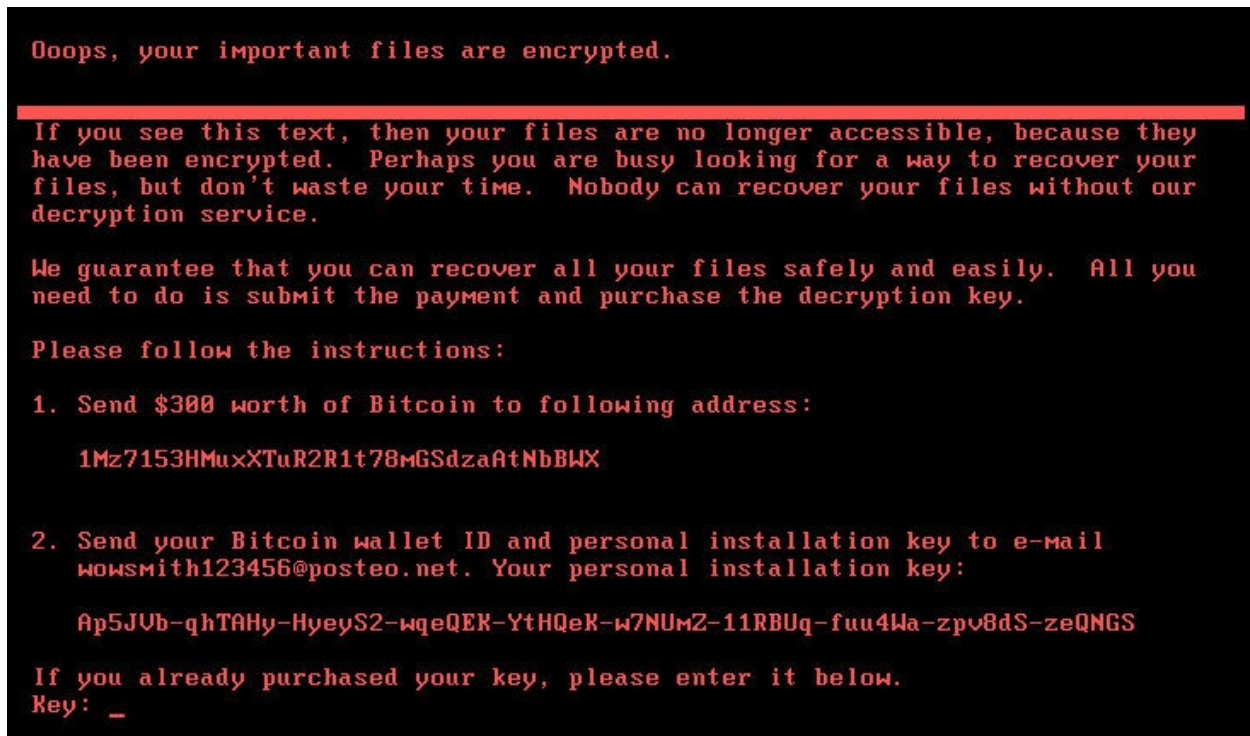 Ooops, your important files are encrypted.
If you see this text, then your files are no longer accessible, because they
have been encrypted.  Perhaps you are busy looking for a way to recover your
files, but don't waste your time.  Nobody can recover your files without our
decryption service.
We guarantee that you can recover all your files safely and easily.  All you
need to do is submit the payment and purchase the decryption key.
Please follow the instructions:
1. Send $300 worth of Bitcoin to following address:
1Mz7153HMuxXTuR2R1t78mGSdzaAtNbBWX
2. Send your Bitcoin wallet ID and personal installation key to e-mail
wowsmith123456@posteo.net. Your personal installation key:
Ap5JVb-qhTAHy-HyeyS2-wqeQEK-YtHQeK-w7NUmZ-11RBUq-fuu4Wa-zpv8dS-zeQNGS
If you already purchased your key, please enter it below.
Key: _